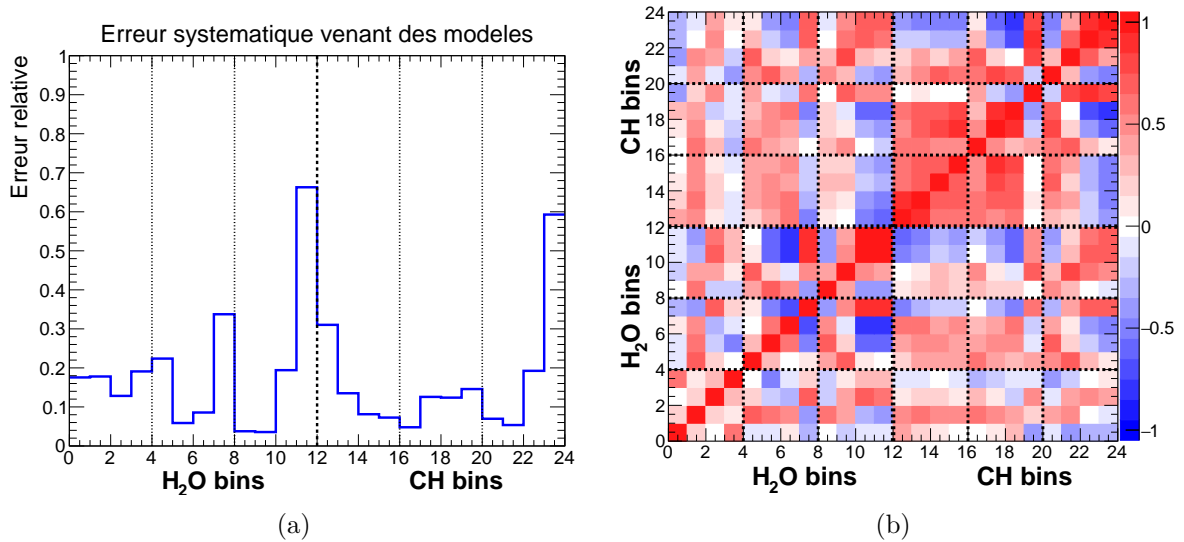 Erreur systematique venant des modeles
Erreur relative
1
0.9
0.8
0.7
0.6
0.5
0.4
0.3
0.2
0.1
0
0 2 4 6 8 10 12 14 16 18 20 22 24
H₂O bins CH bins
(a)
CH bins
H₂O bins
24
22
20
18
16
14
12
10
8
6
4
2
0
0 2 4 6 8 10 12 14 16 18 20 22 24
H₂O bins CH bins
1
0.5
0
−0.5
−1
(b)